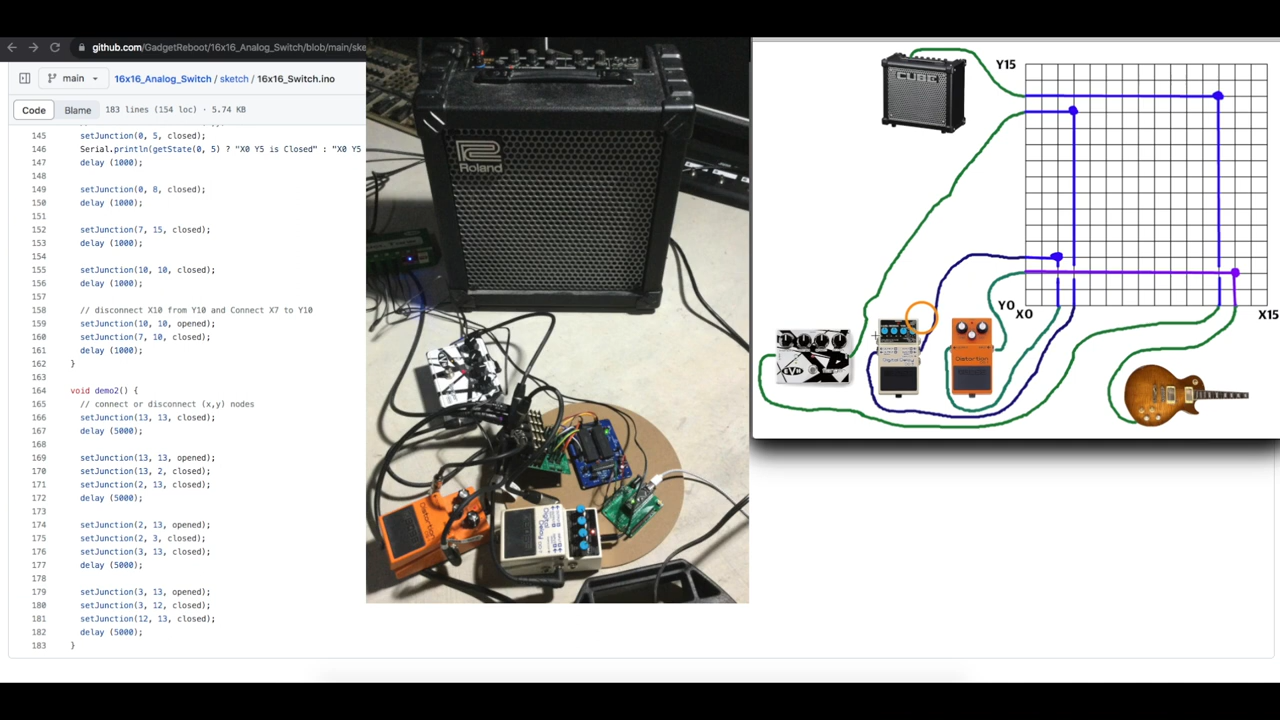 github.com/GadgetReboot/16x16_Analog_Switch/blob/main/ske
main
16x16_Analog_Switch / sketch / 16x16_Switch.ino
Code Blame 183 lines (154 loc) · 5.74 KB
145 setJunction(0, 5, closed);
146 Serial.println(getState(0, 5) ? "X0 Y5 is Closed" : "X0 Y5
147 delay (1000);
148
149 setJunction(0, 8, closed);
150 delay (1000);
151
152 setJunction(7, 15, closed);
153 delay (1000);
154
155 setJunction(10, 10, closed);
156 delay (1000);
157
158 // disconnect X10 from Y10 and Connect X7 to Y10
159 setJunction(10, 10, opened);
160 setJunction(7, 10, closed);
161 delay (1000);
162 }
163
164 void demo2() {
165 // connect or disconnect (x,y) nodes
166 setJunction(13, 13, closed);
167 delay (5000);
168
169 setJunction(13, 13, opened);
170 setJunction(13, 2, closed);
171 setJunction(2, 13, closed);
172 delay (5000);
173
174 setJunction(2, 13, opened);
175 setJunction(2, 3, closed);
176 setJunction(3, 13, closed);
177 delay (5000);
178
179 setJunction(3, 13, opened);
180 setJunction(3, 12, closed);
181 setJunction(12, 13, closed);
182 delay (5000);
183 }
Roland
Distortion
Digital Delay
Y15
CUBE
Y0
X0
X15
EVH
Distortion